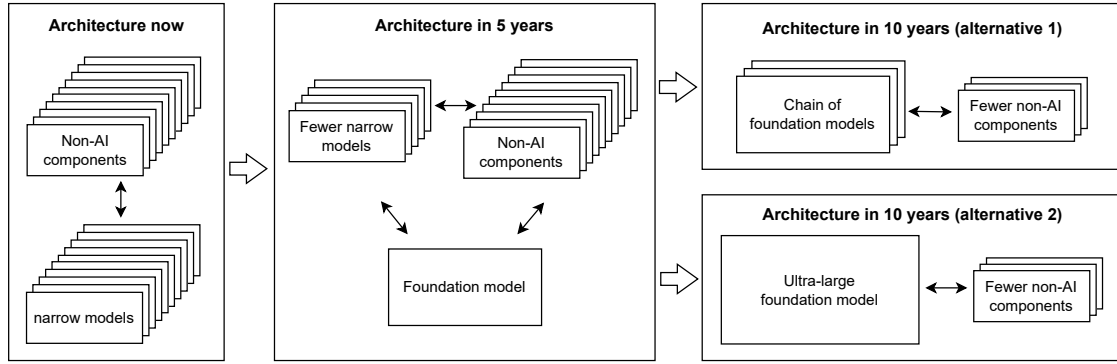 Architecture now
Non-AI
components
narrow models
Architecture in 5 years
Fewer narrow
models
Non-AI
components
Foundation model
Architecture in 10 years (alternative 1)
Chain of
foundation models
Fewer non-AI
components
Architecture in 10 years (alternative 2)
Ultra-large
foundation model
Fewer non-AI
components